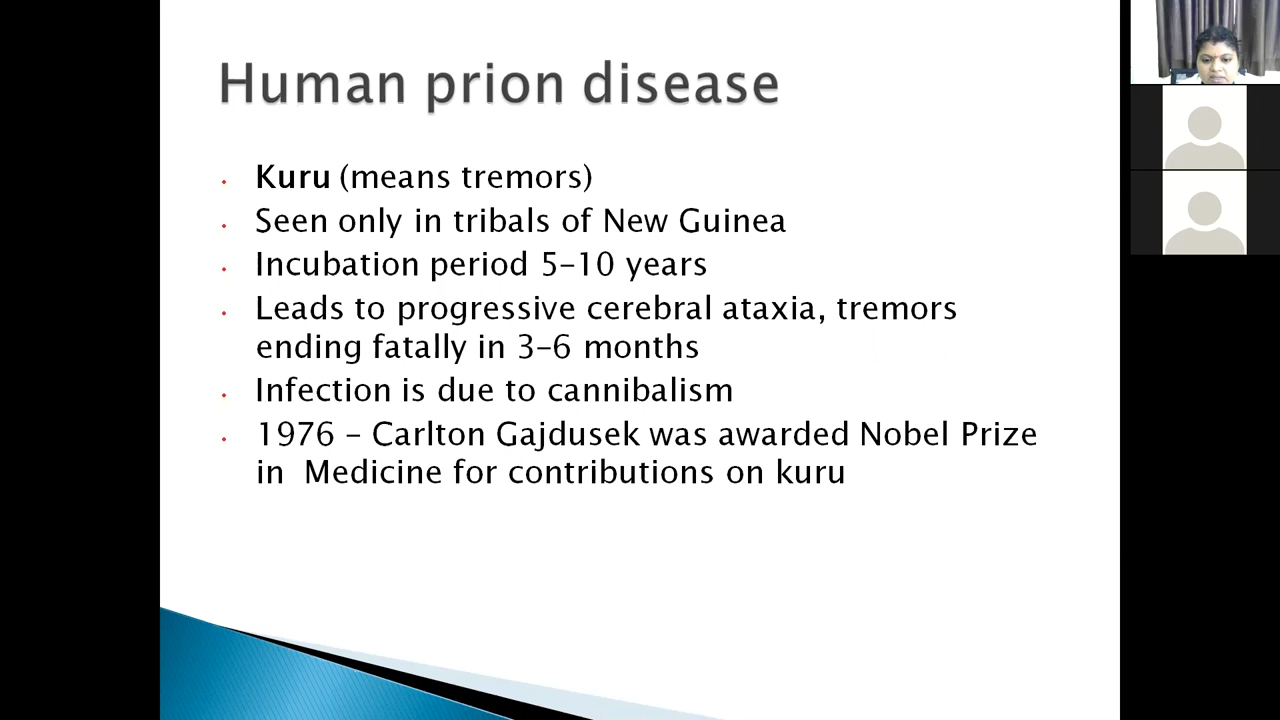 Human prion disease
• Kuru (means tremors)
• Seen only in tribals of New Guinea
• Incubation period 5-10 years
• Leads to progressive cerebral ataxia, tremors
ending fatally in 3-6 months
• Infection is due to cannibalism
• 1976 - Carlton Gajdusek was awarded Nobel Prize
in  Medicine for contributions on kuru